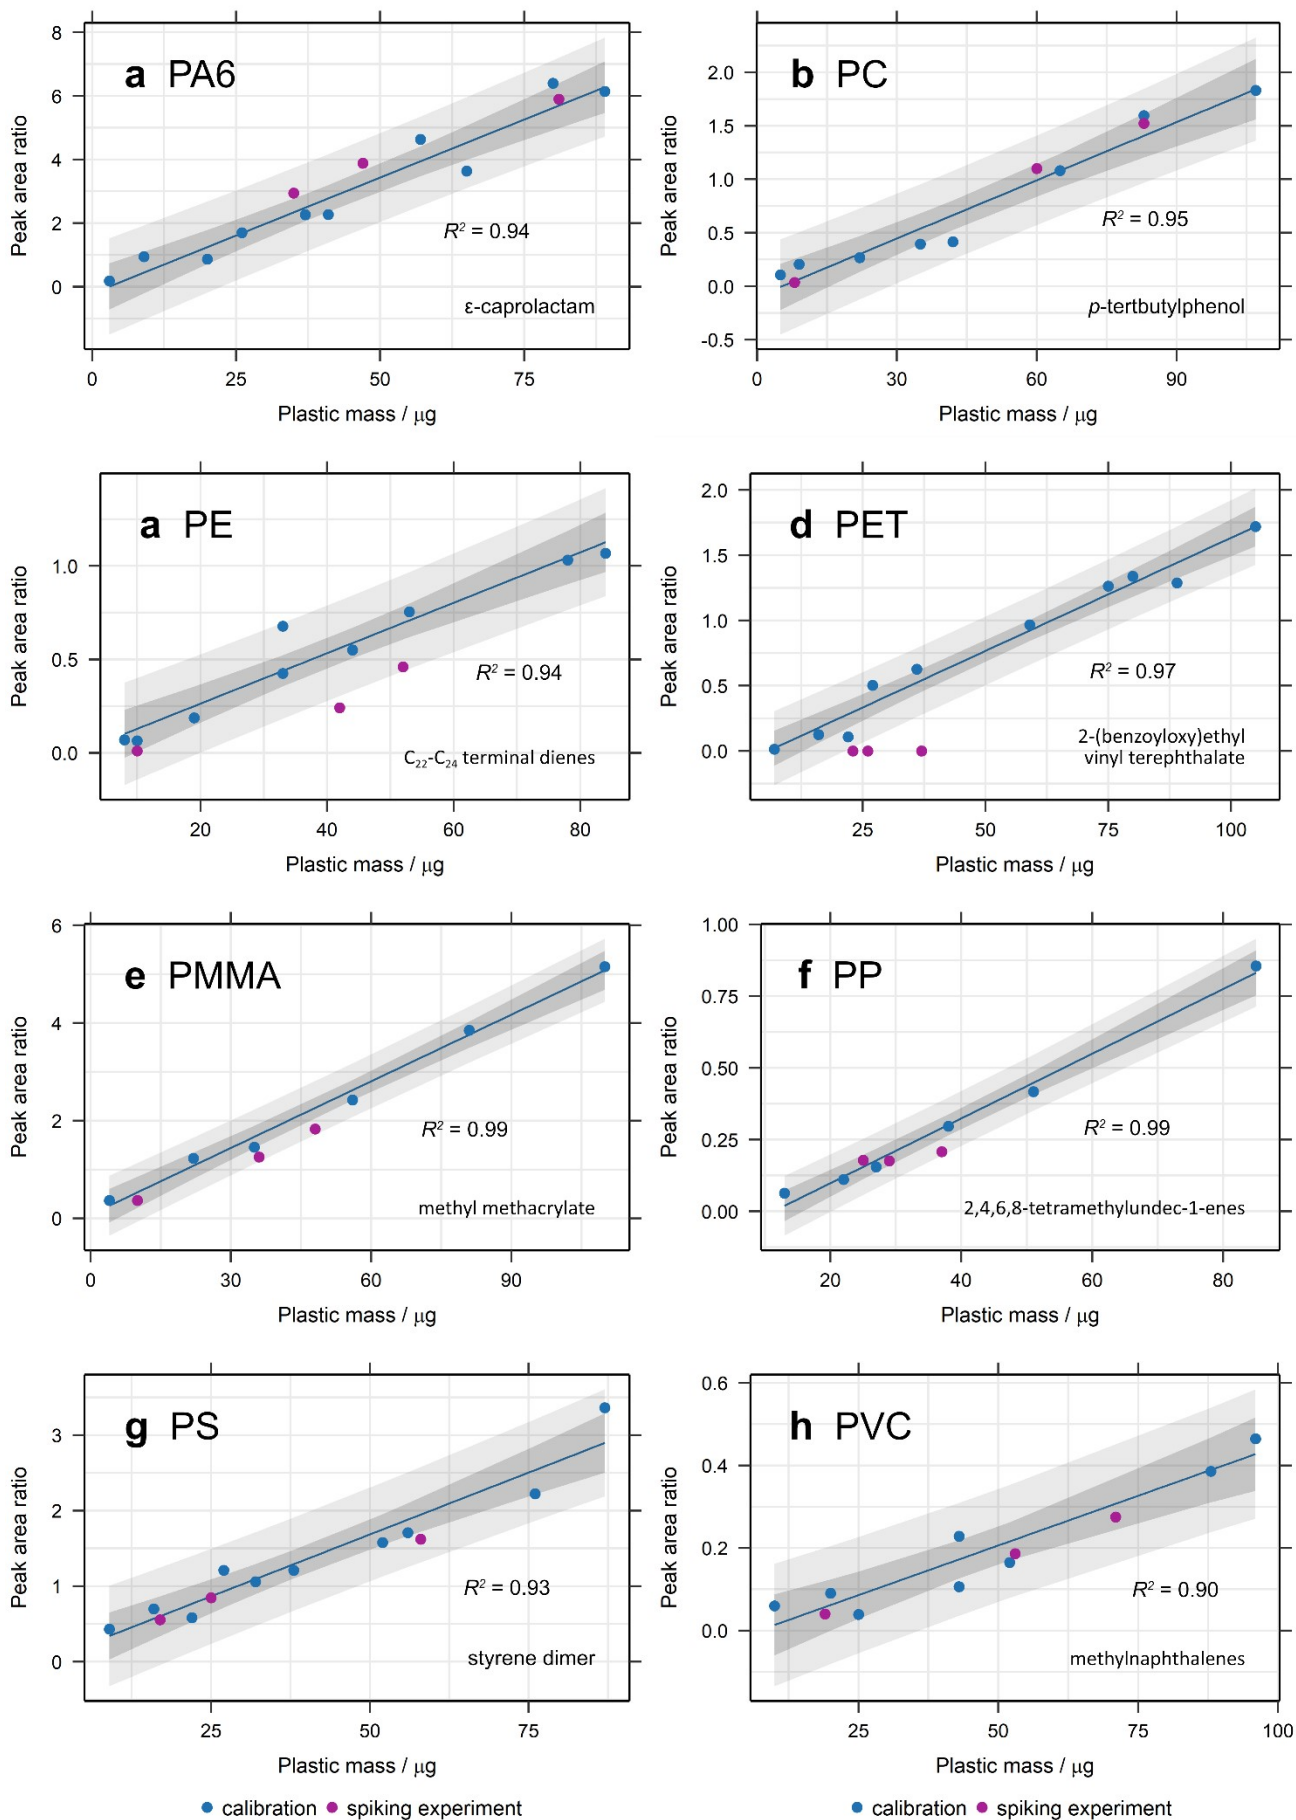 a PA6
Peak area ratio
8
6
4
2
0
R² = 0.94
ε-caprolactam
0 25 50 75
Plastic mass / μg
b PC
Peak area ratio
2.0
1.5
1.0
0.5
0.0
-0.5
R² = 0.95
p-tertbutylphenol
0 30 60 90
Plastic mass / μg
a PE
Peak area ratio
1.0
0.5
0.0
R² = 0.94
C₂₂-C₂₄ terminal dienes
20 40 60 80
Plastic mass / μg
d PET
Peak area ratio
2.0
1.5
1.0
0.5
0.0
R² = 0.97
2-(benzoyloxy)ethyl
vinyl terephthalate
25 50 75 100
Plastic mass / μg
e PMMA
Peak area ratio
6
4
2
0
R² = 0.99
methyl methacrylate
0 30 60 90
Plastic mass / μg
f PP
Peak area ratio
1.00
0.75
0.50
0.25
0.00
R² = 0.99
2,4,6,8-tetramethylundec-1-enes
20 40 60 80
Plastic mass / μg
g PS
Peak area ratio
3
2
1
0
R² = 0.93
styrene dimer
25 50 75
Plastic mass / μg
h PVC
Peak area ratio
0.6
0.4
0.2
0.0
R² = 0.90
methylnaphthalenes
25 50 75 100
Plastic mass / μg
calibration spiking experiment
calibration spiking experiment